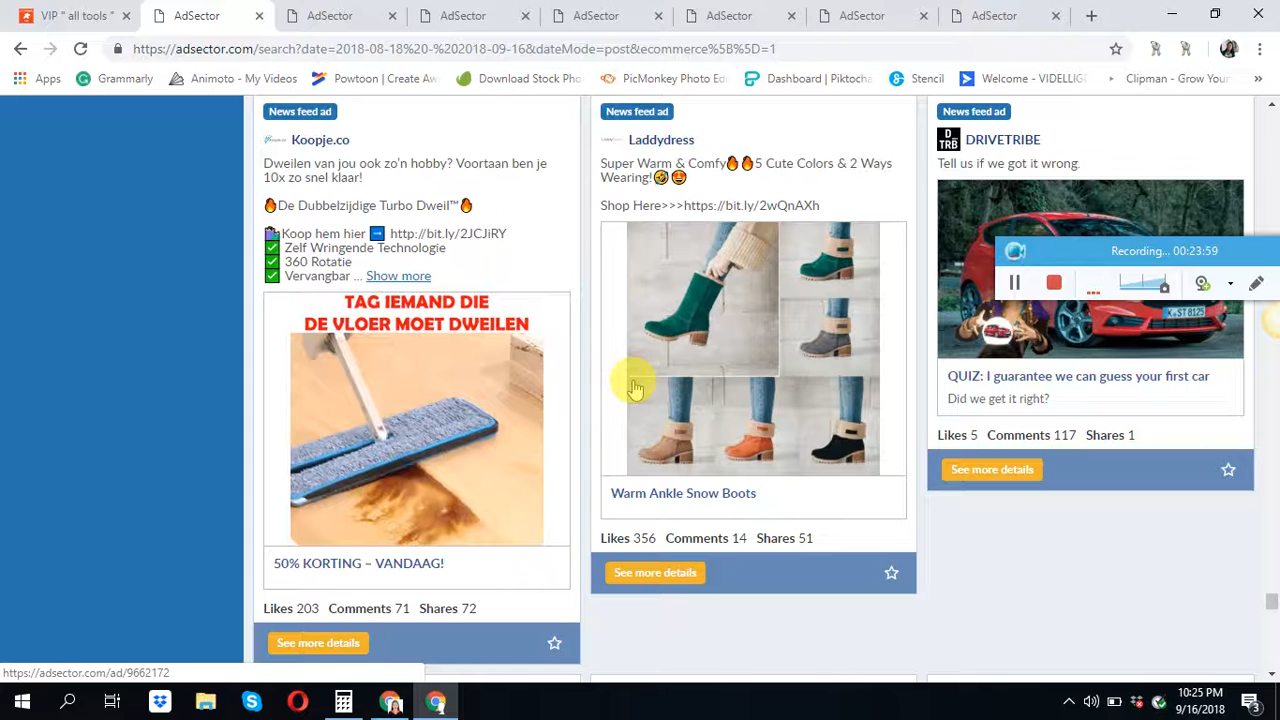 VIP " all tools "
AdSector
AdSector
AdSector
AdSector
AdSector
AdSector
AdSector
https://adsector.com/search?date=2018-08-18%20-%202018-09-16&dateMode=post&ecommerce%5B%5D=1
Apps
Grammarly
Animoto - My Videos
Powtoon | Create Aw
Download Stock Pho
PicMonkey Photo Edi
Dashboard | Piktocha
Stencil
Welcome - VIDELLIG
Clipman - Grow Your
News feed ad
Koopje.co
Dweilen van jou ook zo'n hobby? Voortaan ben je
10x zo snel klaar!
🔥De Dubbelzijdige Turbo Dweil™🔥
🛍Koop hem hier ➡ http://bit.ly/2JCJiRY
✅ Zelf Wringende Technologie
✅ 360 Rotatie
✅ Vervangbar ... Show more
TAG IEMAND DIE
DE VLOER MOET DWEILEN
50% KORTING – VANDAAG!
Likes 203 Comments 71 Shares 72
See more details
News feed ad
Laddydress
Super Warm & Comfy🔥🔥5 Cute Colors & 2 Ways
Wearing!🤣🤩
Shop Here>>>https://bit.ly/2wQnAXh
Warm Ankle Snow Boots
Likes 356 Comments 14 Shares 51
See more details
News feed ad
D_
TRB
DRIVETRIBE
Tell us if we got it wrong.
Recording... 00:23:59
K·ST 8125
QUIZ: I guarantee we can guess your first car
Did we get it right?
Likes 5 Comments 117 Shares 1
See more details
https://adsector.com/ad/9662172
10:25 PM
9/16/2018
3